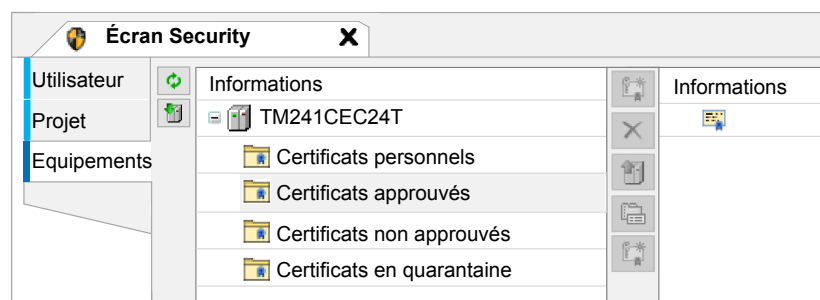 Écran Security
Utilisateur
Projet
Equipements
Informations
TM241CEC24T
Certificats personnels
Certificats approuvés
Certificats non approuvés
Certificats en quarantaine
Informations